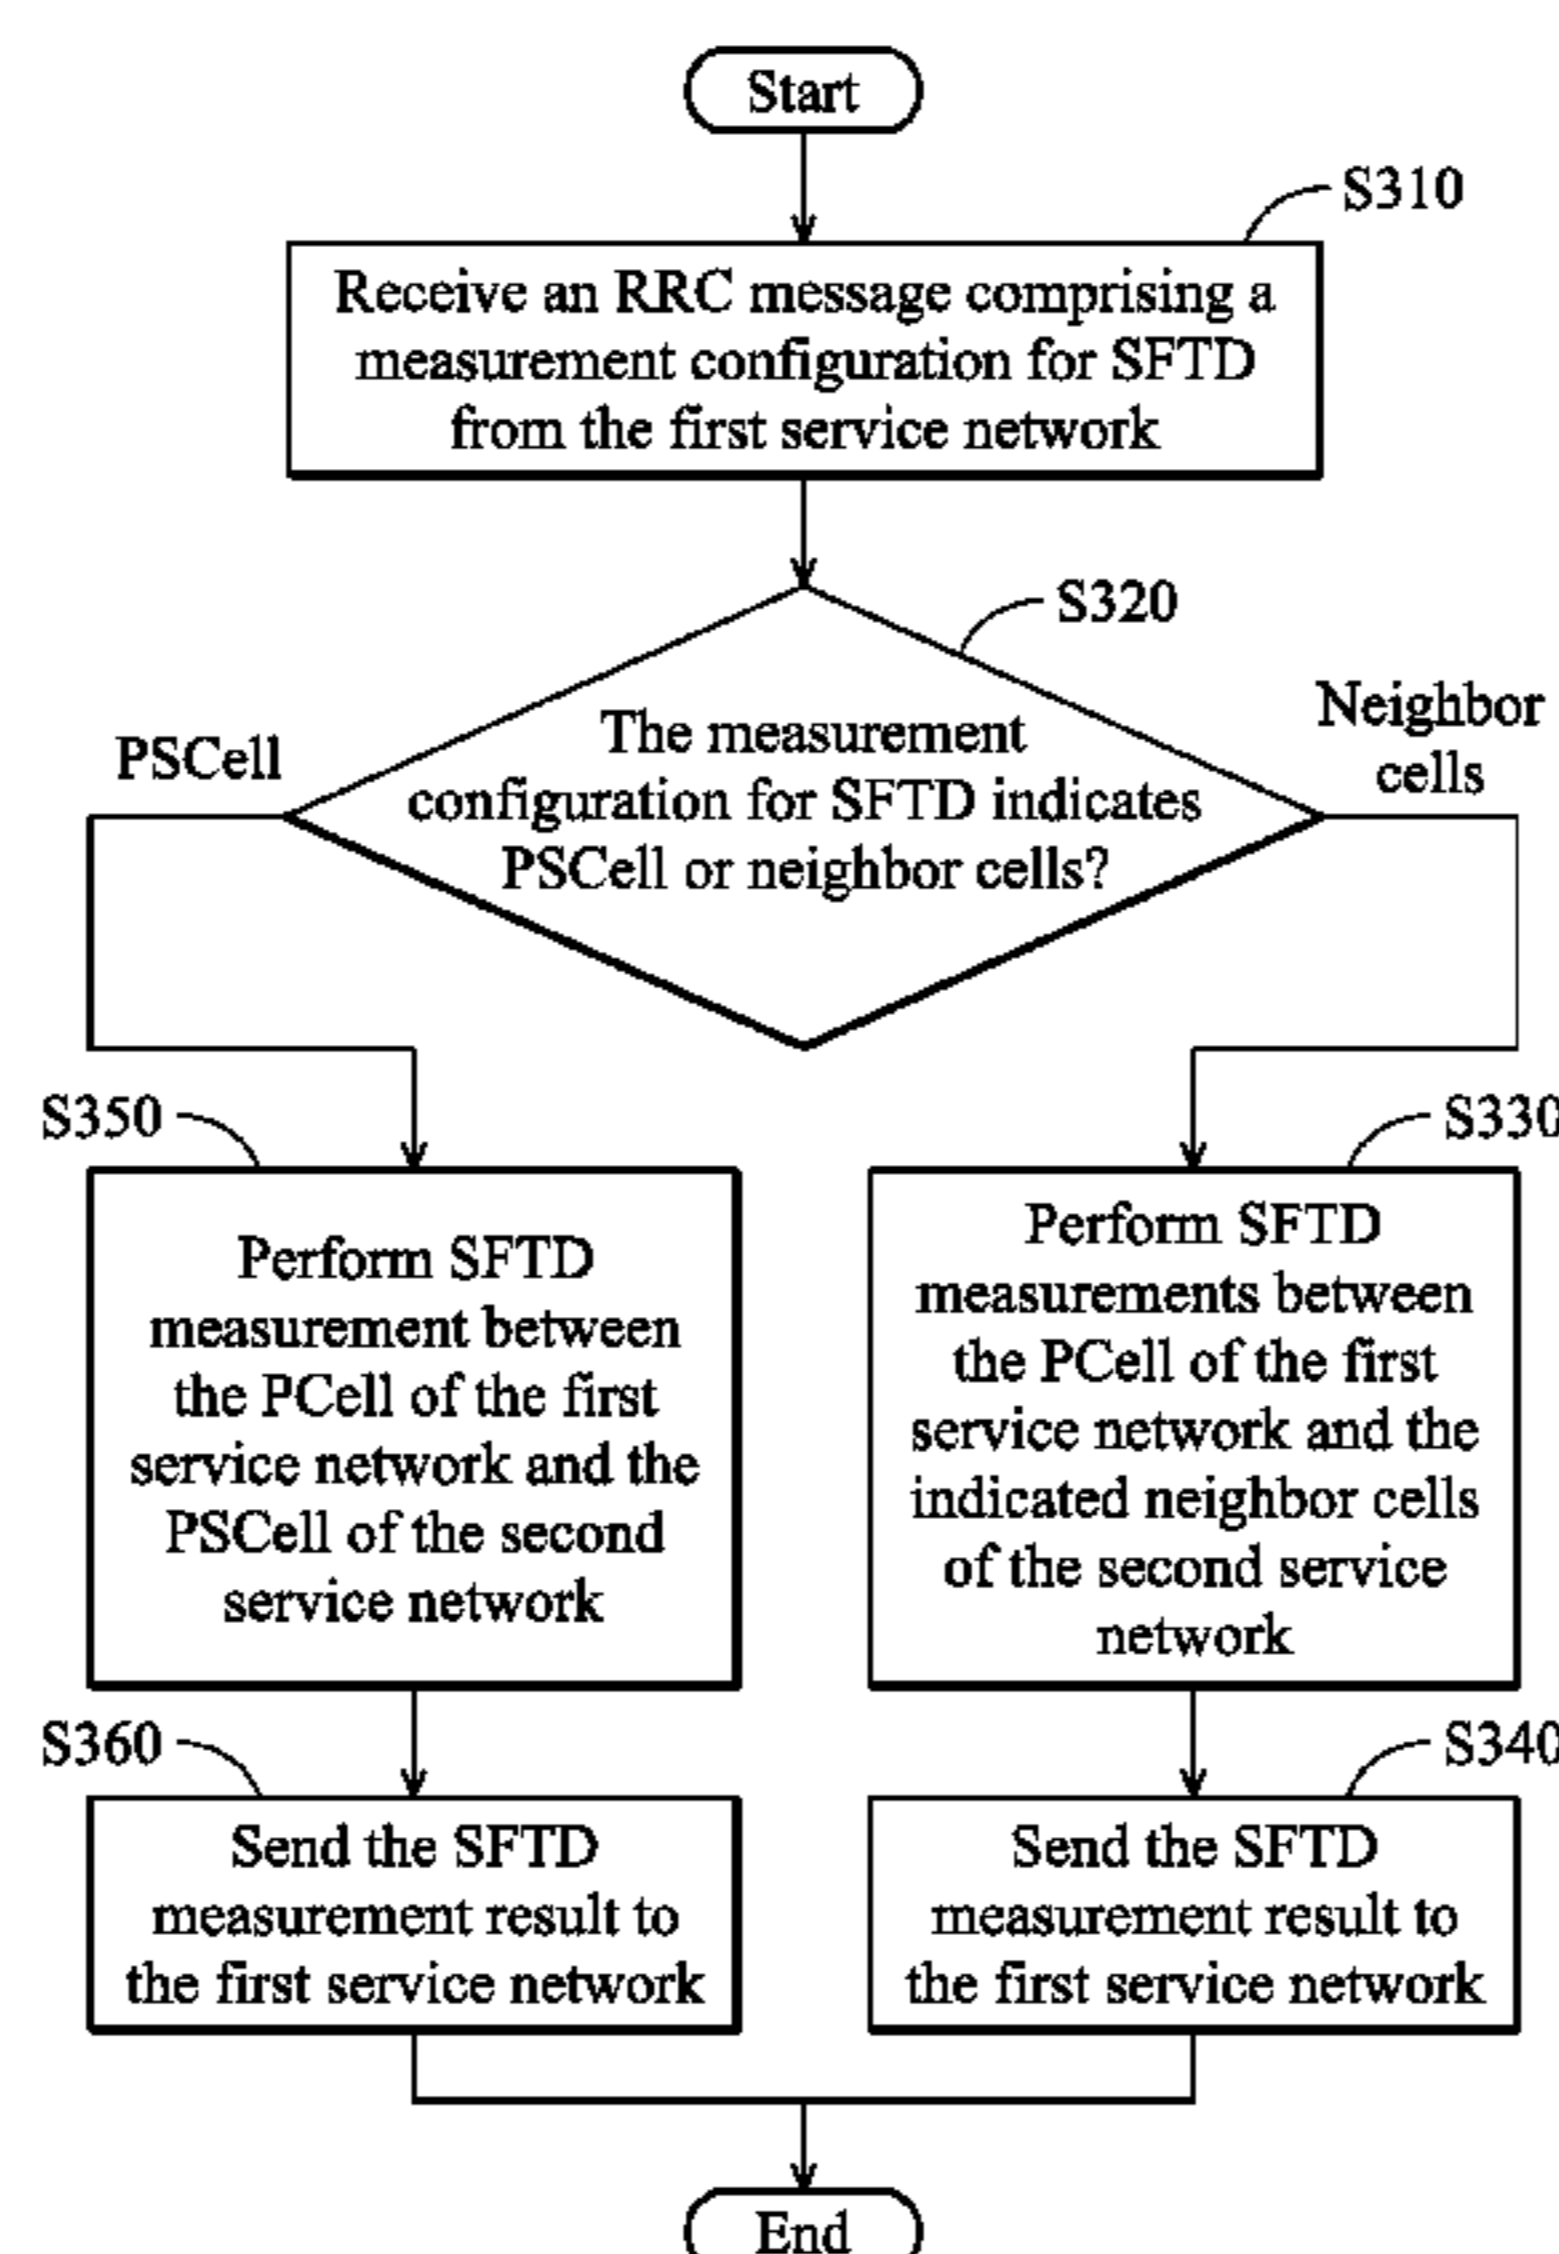 Start
S310
Receive an RRC message comprising a
measurement configuration for SFTD
from the first service network
S320
The measurement
configuration for SFTD indicates
PSCell or neighbor cells?
PSCell
Neighbor
cells
S350
Perform SFTD
measurement between
the PCell of the first
service network and the
PSCell of the second
service network
S330
Perform SFTD
measurements between
the PCell of the first
service network and the
indicated neighbor cells
of the second service
network
S360
Send the SFTD
measurement result to
the first service network
S340
Send the SFTD
measurement result to
the first service network
End